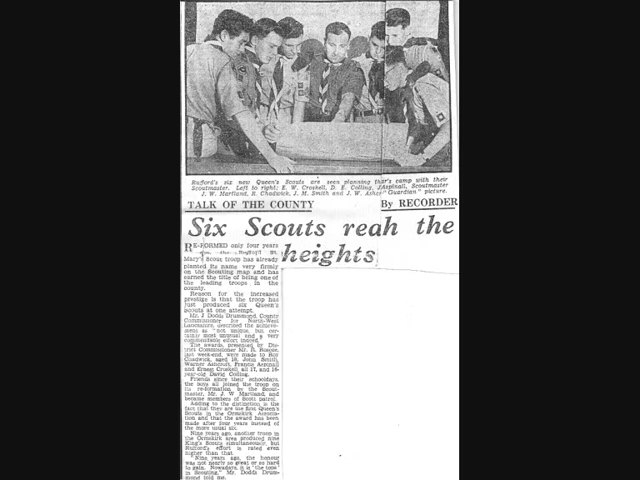 Rufford's six new Queen's Scouts are seen planning that's camp with their
Scoutmaster. Left to right: E. W. Croskell, D. E. Colling, J Aspinall, Scoutmaster
J. W. Martland, R. Chadwick, J. M. Smith and J. W. Asher "Guardian" picture.
TALK OF THE COUNTY By RECORDER
Six Scouts reah the
heights
RE-FORMED only four years
Mary's Scout troop has already
planted its name very firmly
on the Scouting map and has
earned the title of being one of
the leading troops in the
county.
Reason for the increased
prestige is that the troop has
just produced six Queen's
Scouts at one attempt.
Mr. J Dodds Drummond, County
Commissioner for North-West
Lancashire, described the achieve-
ment as "not unique, but cer-
tainly most unusual and a very
commendable effort indeed."
The awards, presented by Dis-
trict Commissioner Mr. R. Roscoe,
last week-end, were made to Roy
Chadwick, aged 18, John Smith,
Warner Ashcroft, Francis Aspinall
and Ernest Croskell, all 17, and 16-
year-old David Colling.
Friends since their schooldays,
the boys all joined the troop on
its re-formation by the Scout-
master, Mr. J. W. Martland, and
became members of Scott patrol.
Adding to the distinction is the
fact that they are the first Queen's
Scouts in the Ormskirk Associa-
tion and that the award has been
made after four years instead of
the more usual six.
Nine years ago, another troop in
the Ormskirk area produced nine
King's Scouts simultaneously, but
Rufford's effort is rated even
higher than that.
"Nine years ago, the honour
was not nearly so great or so hard
to gain. Nowadays, it is 'the tops'
in Scouting," Mr. Dodds Drum-
mond told me.